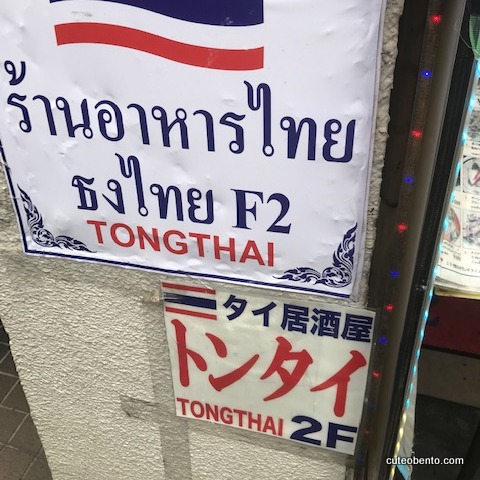 ร้านอาหารไทย
ธงไทย F2
TONGTHAI
タイ居酒屋
トンタイ
TONGTHAI 2F
cuteobento.com